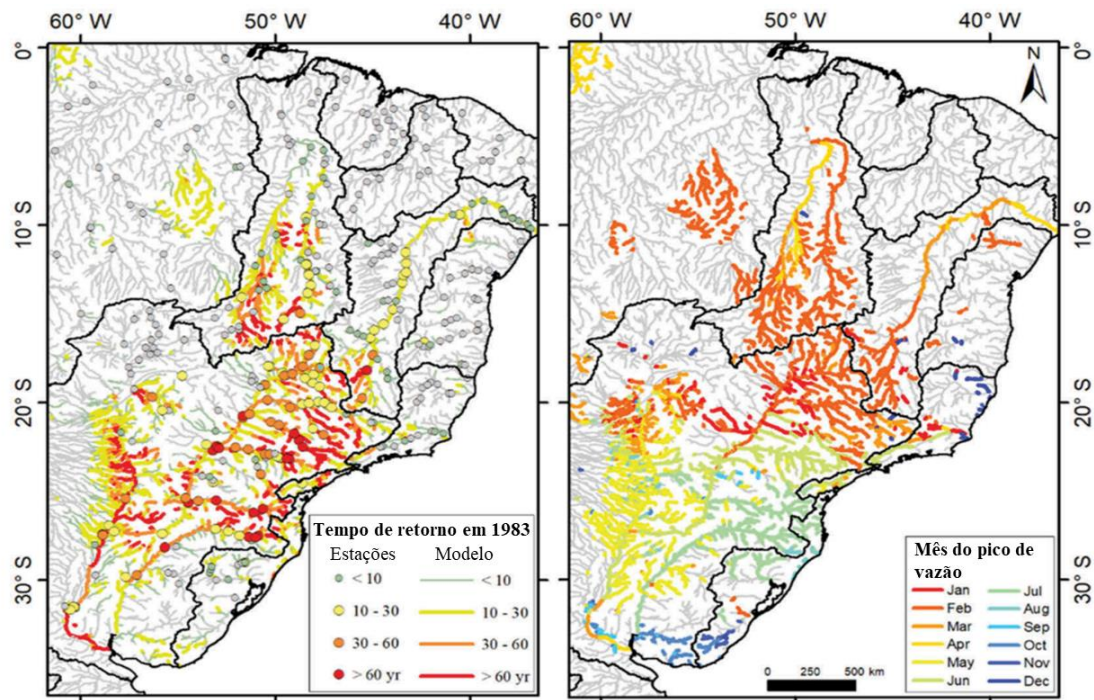 60° W 50° W 40° W 60° W 50° W 40° W
0° 0°
N
10° S 10° S
20° S 20° S
30° S 30° S
Tempo de retorno em 1983
Estações Modelo
< 10 < 10
10 - 30 10 - 30
30 - 60 30 - 60
> 60 yr > 60 yr
Mês do pico de
vazão
Jan Jul
Feb Aug
Mar Sep
Apr Oct
May Nov
Jun Dec
0 250 500 km